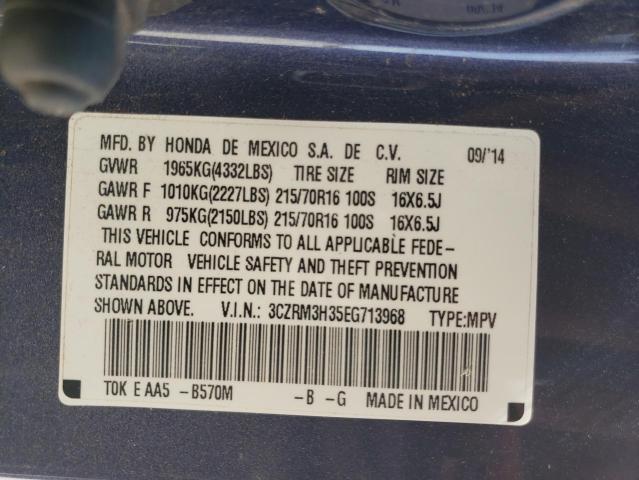 MFD. BY HONDA DE MEXICO S.A. DE C.V. 09/'14
GVWR 1965KG(4332LBS) TIRE SIZE RIM SIZE
GAWR F 1010KG(2227LBS) 215/70R16 100S 16X6.5J
GAWR R 975KG(2150LBS) 215/70R16 100S 16X6.5J
THIS VEHICLE CONFORMS TO ALL APPLICABLE FEDE-
RAL MOTOR VEHICLE SAFETY AND THEFT PREVENTION
STANDARDS IN EFFECT ON THE DATE OF MANUFACTURE
SHOWN ABOVE. V.I.N.: 3CZRM3H35EG713968 TYPE:MPV
T0K E AA5 -B570M -B -G MADE IN MEXICO